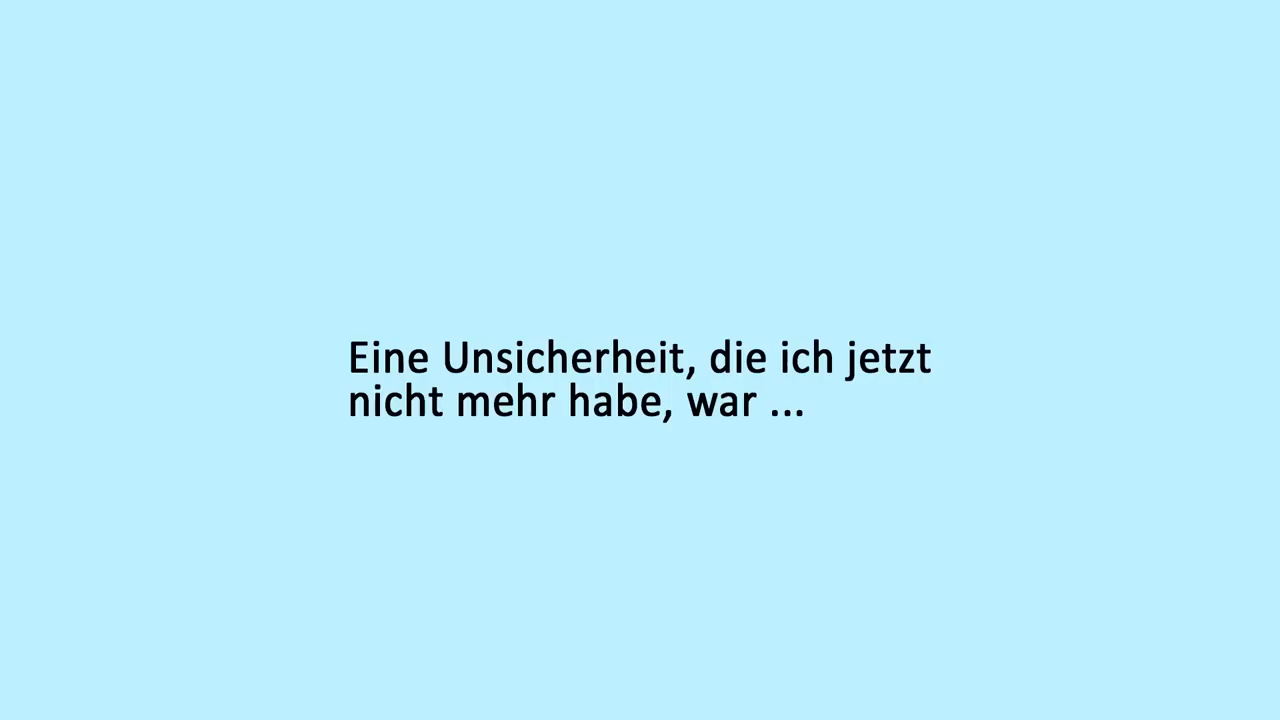 Eine Unsicherheit, die ich jetzt
nicht mehr habe, war ...